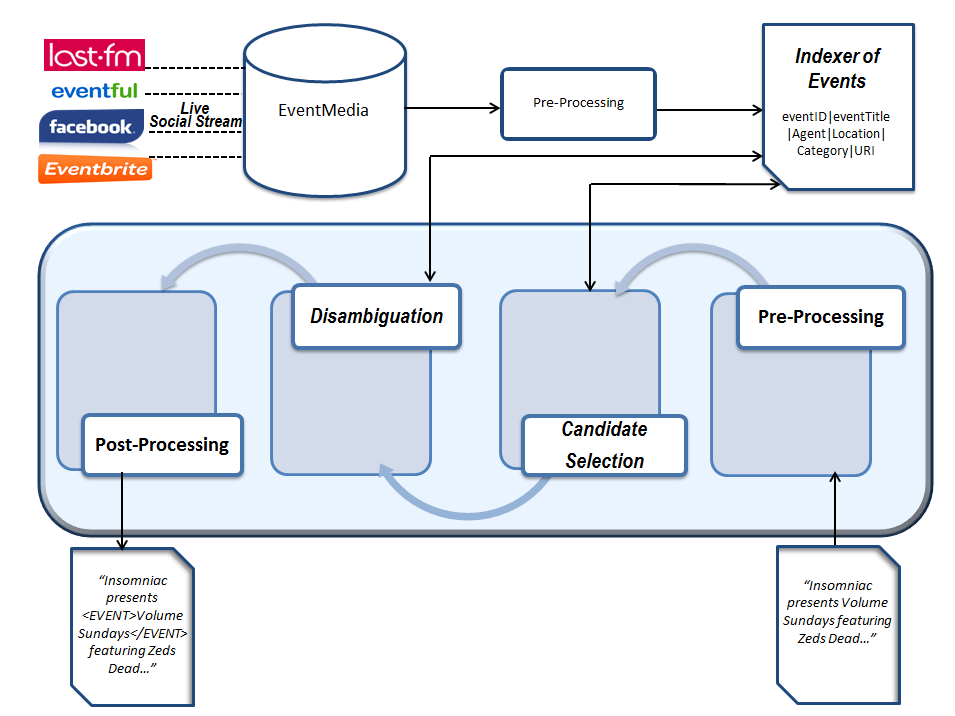 last·fm
eventful
facebook.
Eventbrite
Live
Social Stream
EventMedia
Pre-Processing
Indexer of
Events
eventID|eventTitle
|Agent|Location|
Category|URI
Disambiguation
Pre-Processing
Post-Processing
Candidate
Selection
“Insomniac
presents
<EVENT>Volume
Sundays</EVENT>
featuring Zeds
Dead…”
“Insomniac
presents Volume
Sundays featuring
Zeds Dead…”